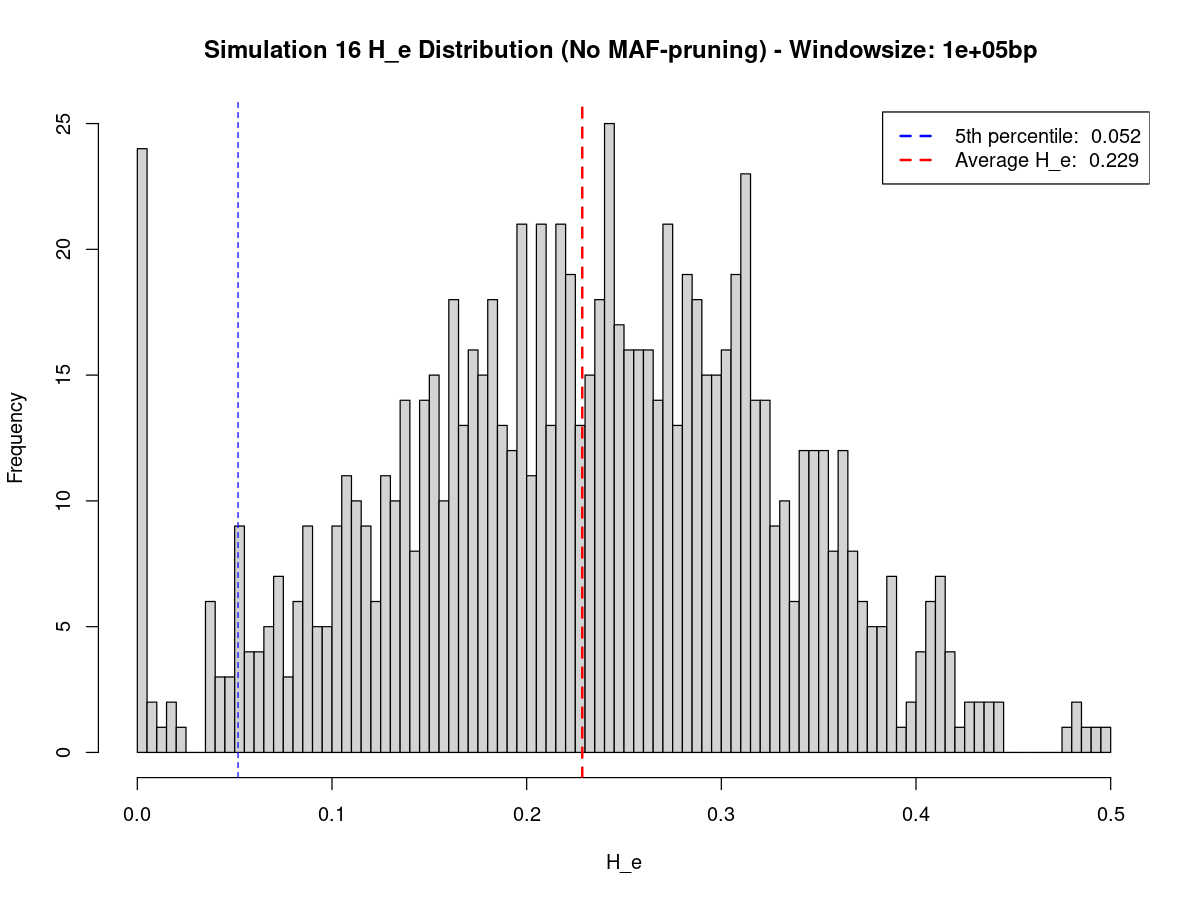 Simulation 16 H_e Distribution (No MAF-pruning) - Windowsize: 1e+05bp
5th percentile:  0.052
Average H_e:  0.229
Frequency
25
20
15
10
5
0
0.0 0.1 0.2 0.3 0.4 0.5
H_e